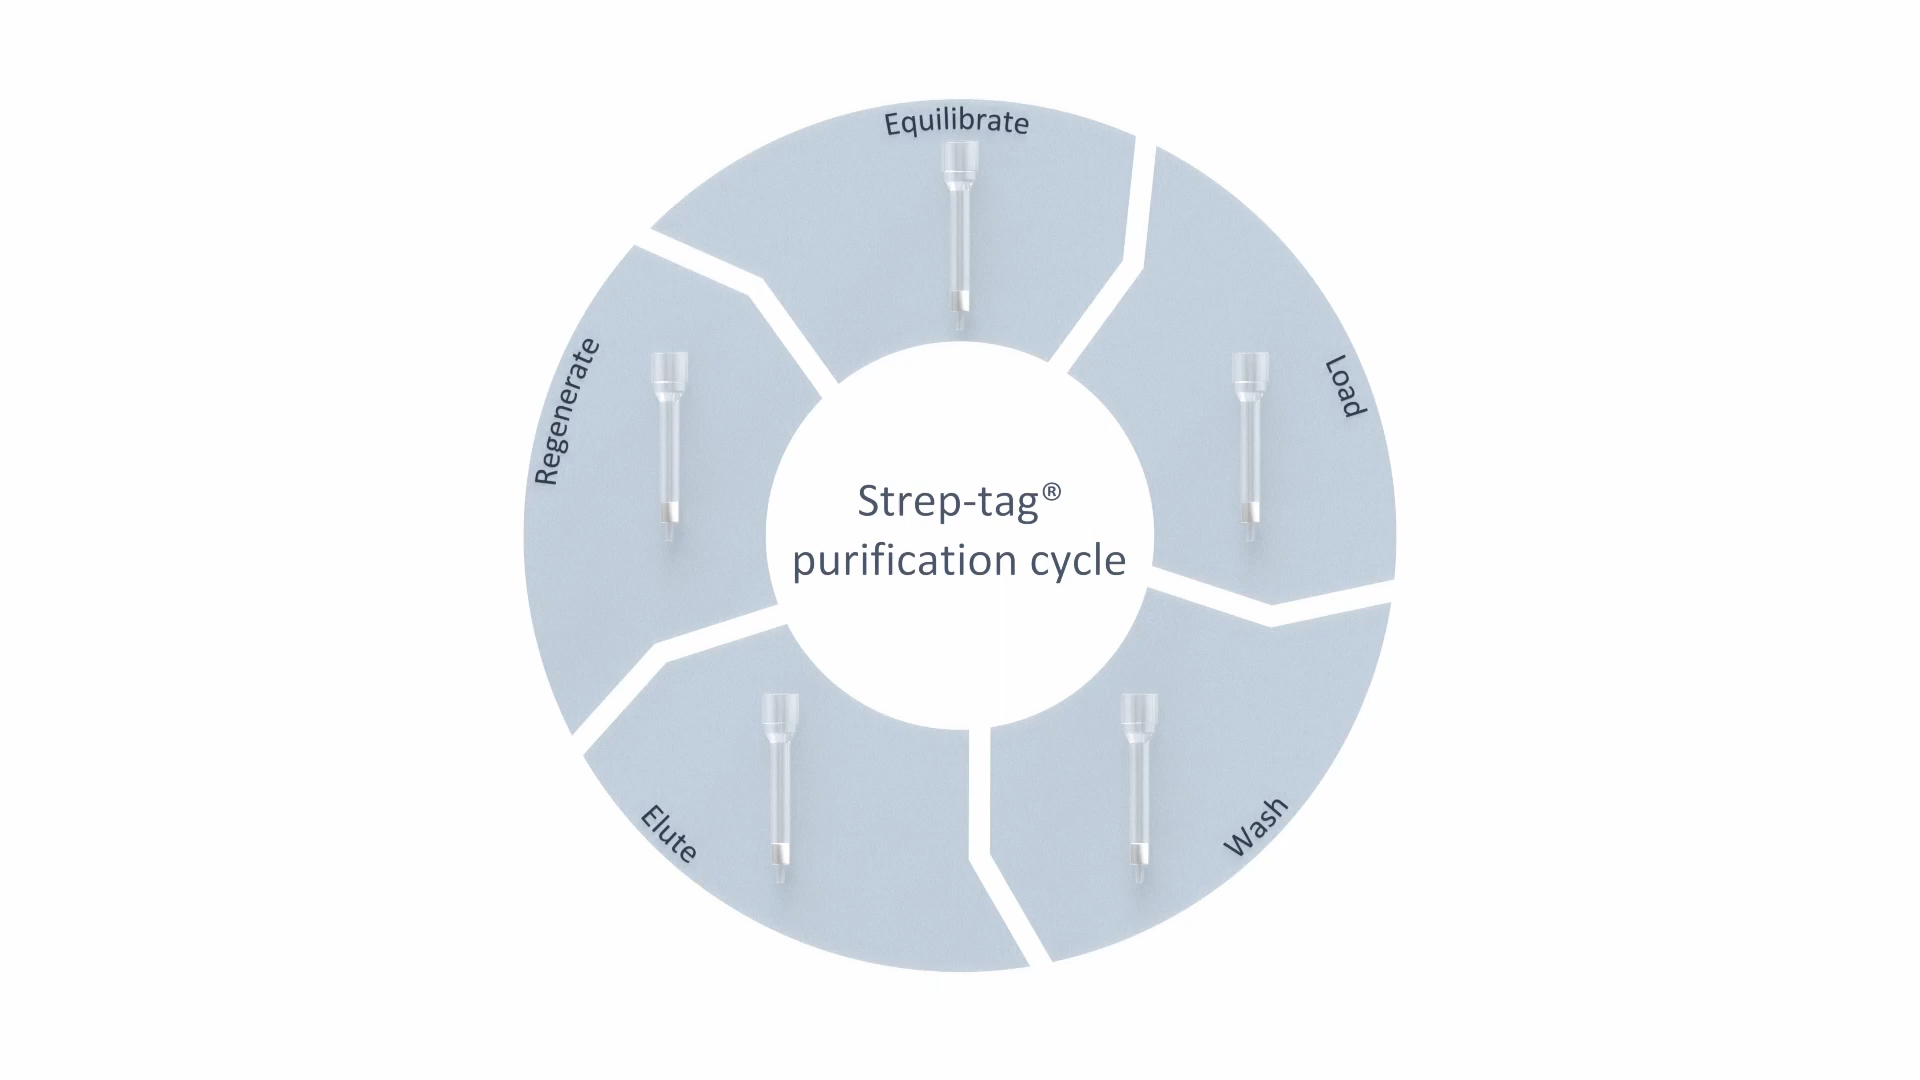 Equilibrate
Load
Wash
Elute
Regenerate
Strep-tag®
purification cycle